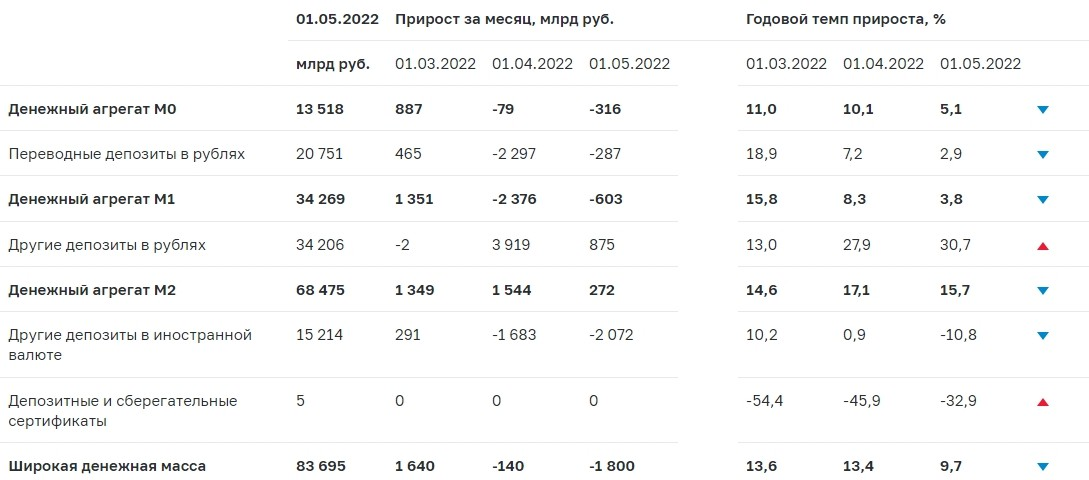 01.05.2022 Прирост за месяц, млрд руб. Годовой темп прироста, %
млрд руб. 01.03.2022 01.04.2022 01.05.2022 01.03.2022 01.04.2022 01.05.2022
Денежный агрегат М0 13 518 887 -79 -316 11,0 10,1 5,1
Переводные депозиты в рублях 20 751 465 -2 297 -287 18,9 7,2 2,9
Денежный агрегат М1 34 269 1 351 -2 376 -603 15,8 8,3 3,8
Другие депозиты в рублях 34 206 -2 3 919 875 13,0 27,9 30,7
Денежный агрегат М2 68 475 1 349 1 544 272 14,6 17,1 15,7
Другие депозиты в иностранной 15 214 291 -1 683 -2 072 10,2 0,9 -10,8
валюте
Депозитные и сберегательные 5 0 0 0 -54,4 -45,9 -32,9
сертификаты
Широкая денежная масса 83 695 1 640 -140 -1 800 13,6 13,4 9,7